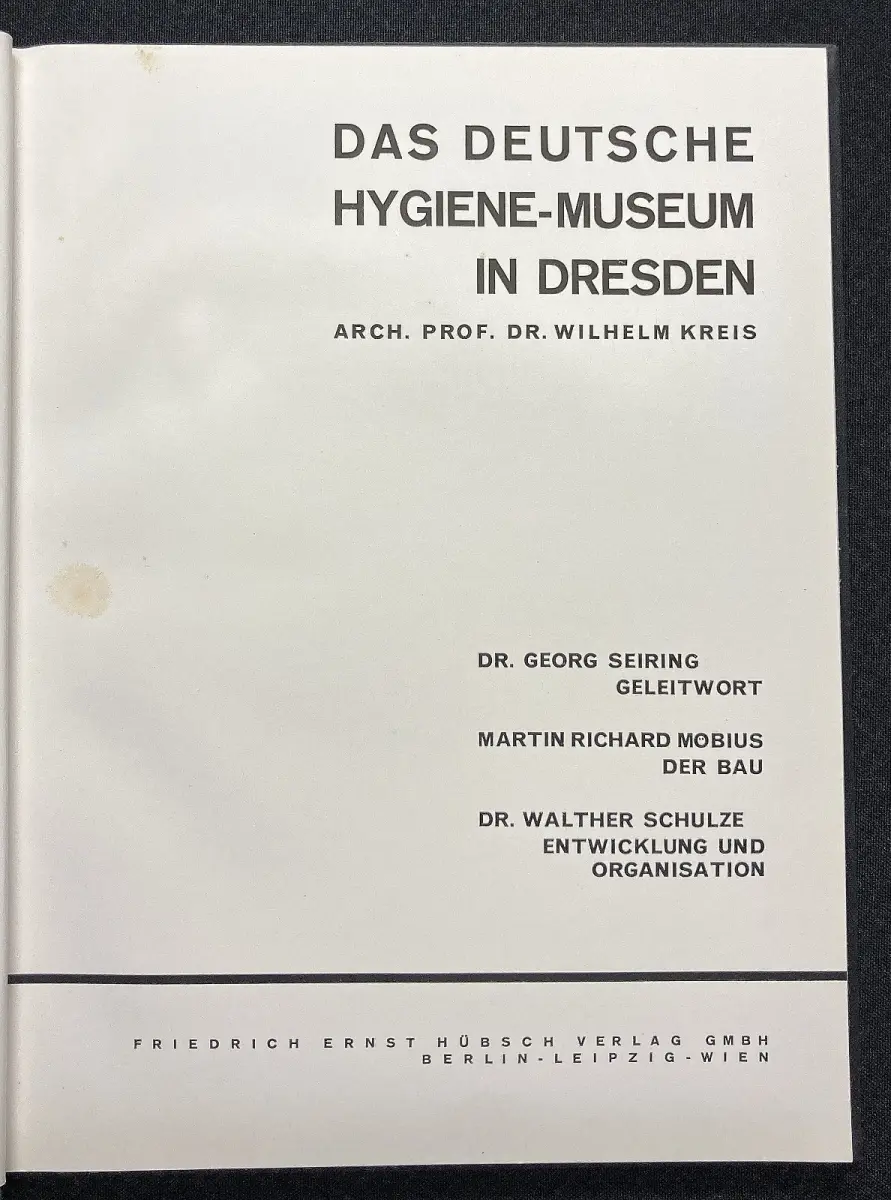 DAS DEUTSCHE
HYGIENE-MUSEUM
IN DRESDEN
ARCH. PROF. DR. WILHELM KREIS
DR. GEORG SEIRING
GELEITWORT
MARTIN RICHARD MÖBIUS
DER BAU
DR. WALTHER SCHULZE
ENTWICKLUNG UND
ORGANISATION
FRIEDRICH ERNST HÜBSCH VERLAG GMBH
BERLIN-LEIPZIG-WIEN